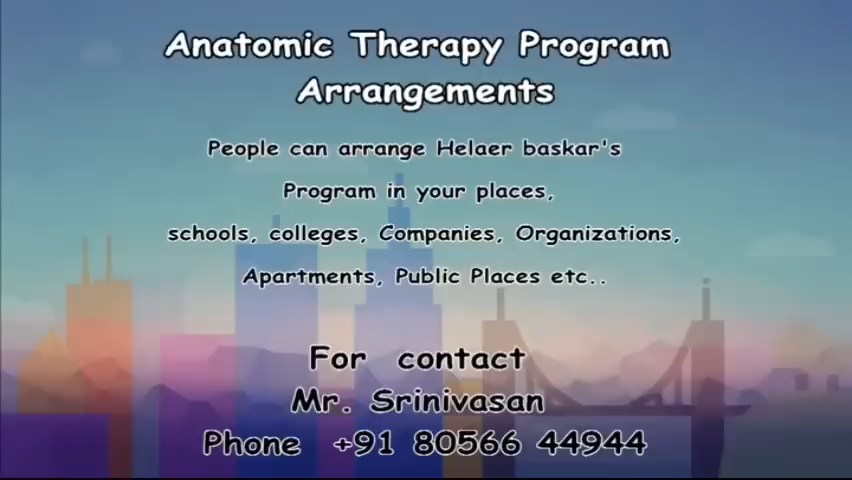 Anatomic Therapy Program
Arrangements
People can arrange Helaer baskar's
Program in your places,
schools, colleges, Companies, Organizations,
Apartments, Public Places etc..
For contact
Mr. Srinivasan
Phone +91 80566 44944